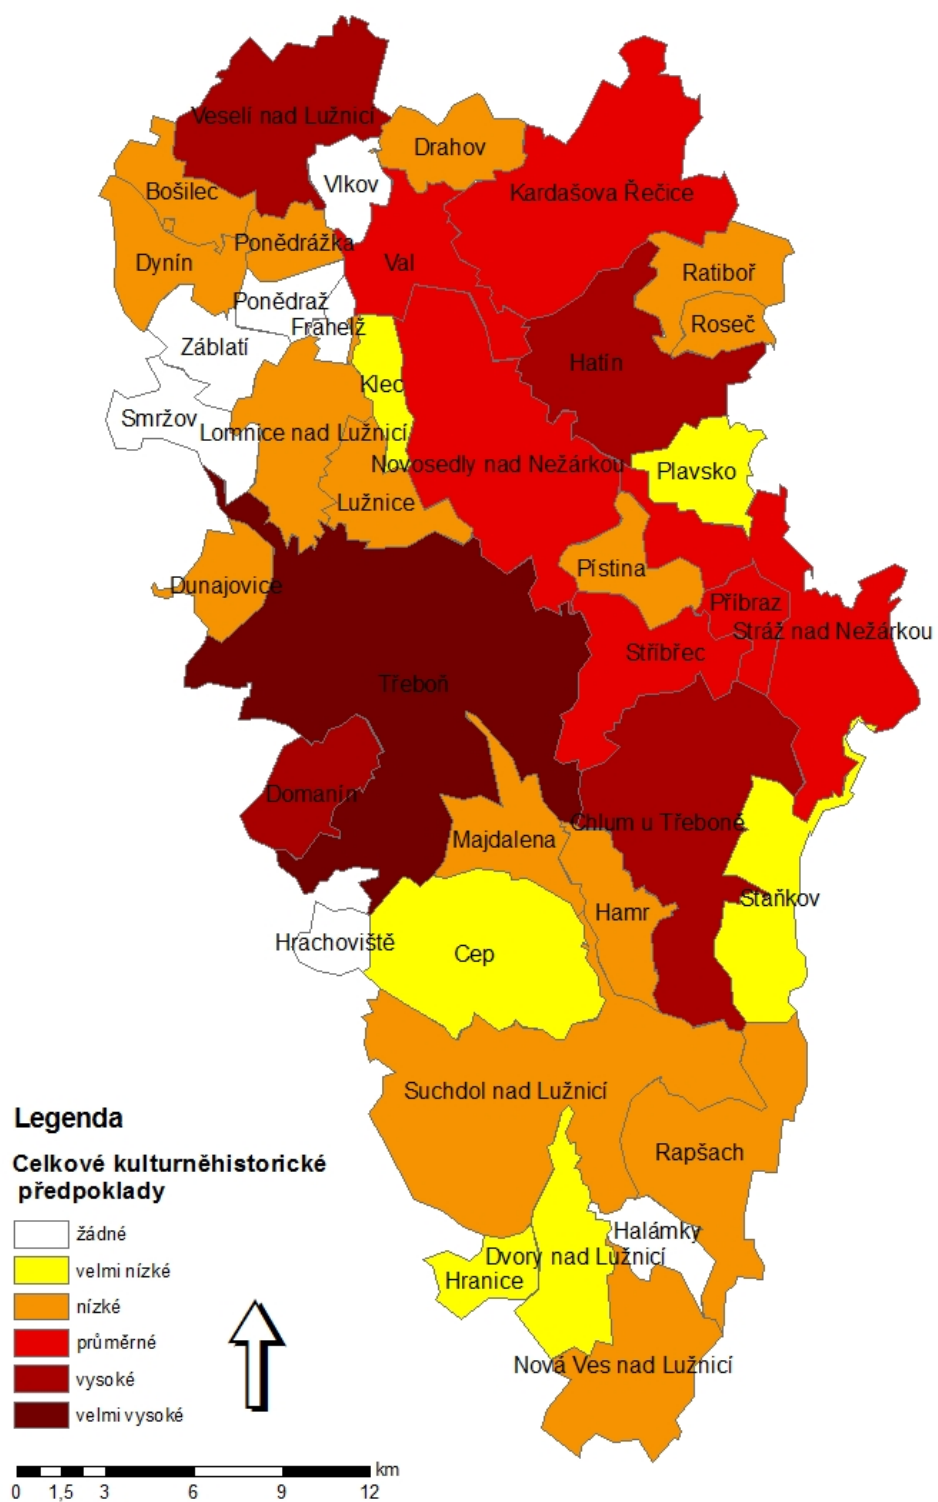 Veselí nad Lužnicí
Drahov
Vlkov
Bošilec
Kardašova Řečice
Ponědrážka
Dynín
Val
Ratiboř
Ponědraž
Roseč
Frahelž
Záblatí
Hatín
Klec
Smržov
Lomnice nad Lužnicí
Novosedly nad Nežárkou
Plavsko
Lužnice
Pístina
Dunajovice
Příbraz
Stráž nad Nežárkou
Stříbřec
Třeboň
Domanín
Chlum u Třeboně
Majdalena
Staňkov
Hamr
Hrachoviště
Cep
Suchdol nad Lužnicí
Rapšach
Halámky
Dvory nad Lužnicí
Hranice
Nová Ves nad Lužnicí
Legenda
Celkové kulturněhistorické
předpoklady
žádné
velmi nízké
nízké
průměrné
vysoké
velmi vysoké
km
0 1,5 3 6 9 12